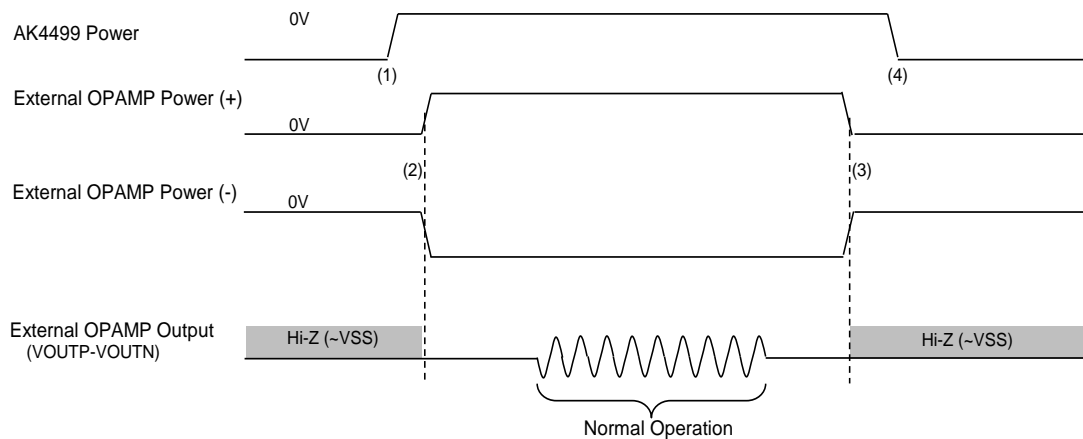 0V
AK4499 Power
(1)
(4)
External OPAMP Power (+)
0V
(2)
(3)
External OPAMP Power (-)
0V
External OPAMP Output
(VOUTP-VOUTN)
Hi-Z (~VSS)
Hi-Z (~VSS)
Normal Operation